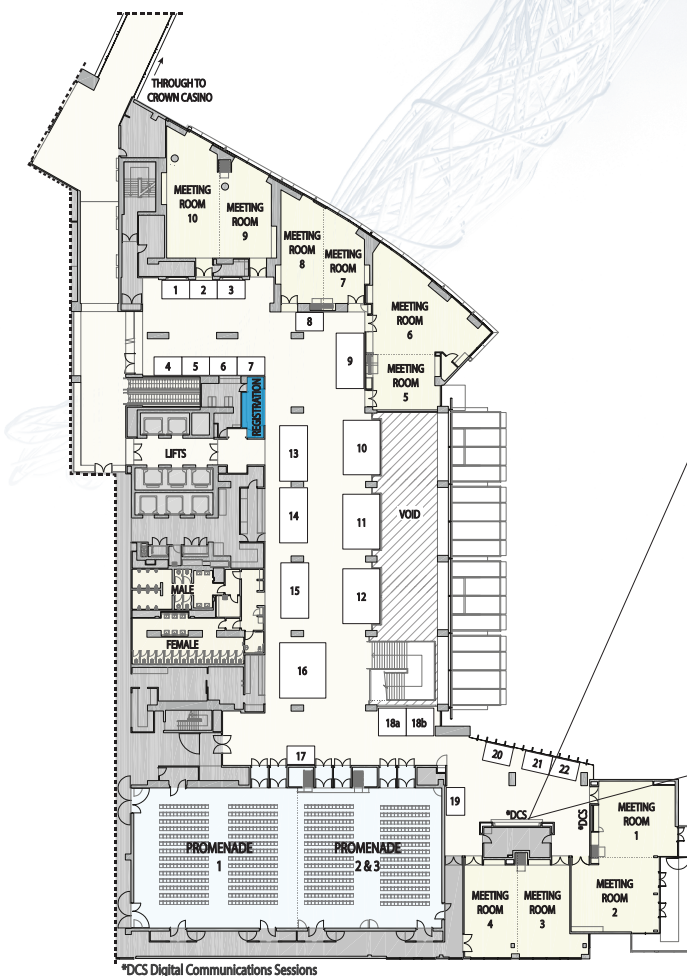 THROUGH TO
CROWN CASINO
MEETING
ROOM
10
MEETING
ROOM
9
MEETING
ROOM
8
MEETING
ROOM
7
1
2
3
8
MEETING
ROOM
6
9
MEETING
ROOM
5
4
5
6
7
REGISTRATION
LIFTS
13
10
14
11
VOID
15
12
MALE
FEMALE
16
18a
18b
17
20
21
22
19
*DCS
*DCS
MEETING
ROOM
1
PROMENADE
1
PROMENADE
2 & 3
MEETING
ROOM
4
MEETING
ROOM
3
MEETING
ROOM
2
*DCS Digital Communications Sessions